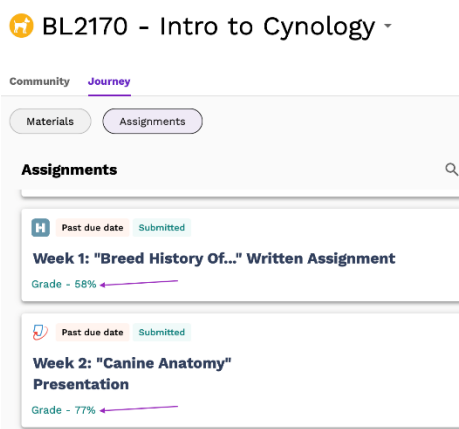 BL2170 - Intro to Cynology
Community Journey
Materials Assignments
Assignments
H Past due date Submitted
Week 1: "Breed History Of..." Written Assignment
Grade - 58%
Past due date Submitted
Week 2: "Canine Anatomy"
Presentation
Grade - 77%